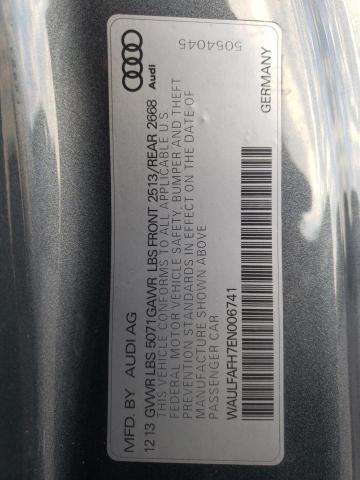 MFD. BY AUDI AG
12 13 GVWR LBS 5071 GAWR LBS FRONT 2513/REAR 2668
THIS VEHICLE CONFORMS TO ALL APPLICABLE U.S
FEDERAL MOTOR VEHICLE SAFETY, BUMPER AND THEFT
PREVENTION STANDARDS IN EFFECT ON THE DATE OF
MANUFACTURE SHOWN ABOVE
PASSENGER CAR
WAULFAFH7EN006741
GERMANY
Audi
5054045